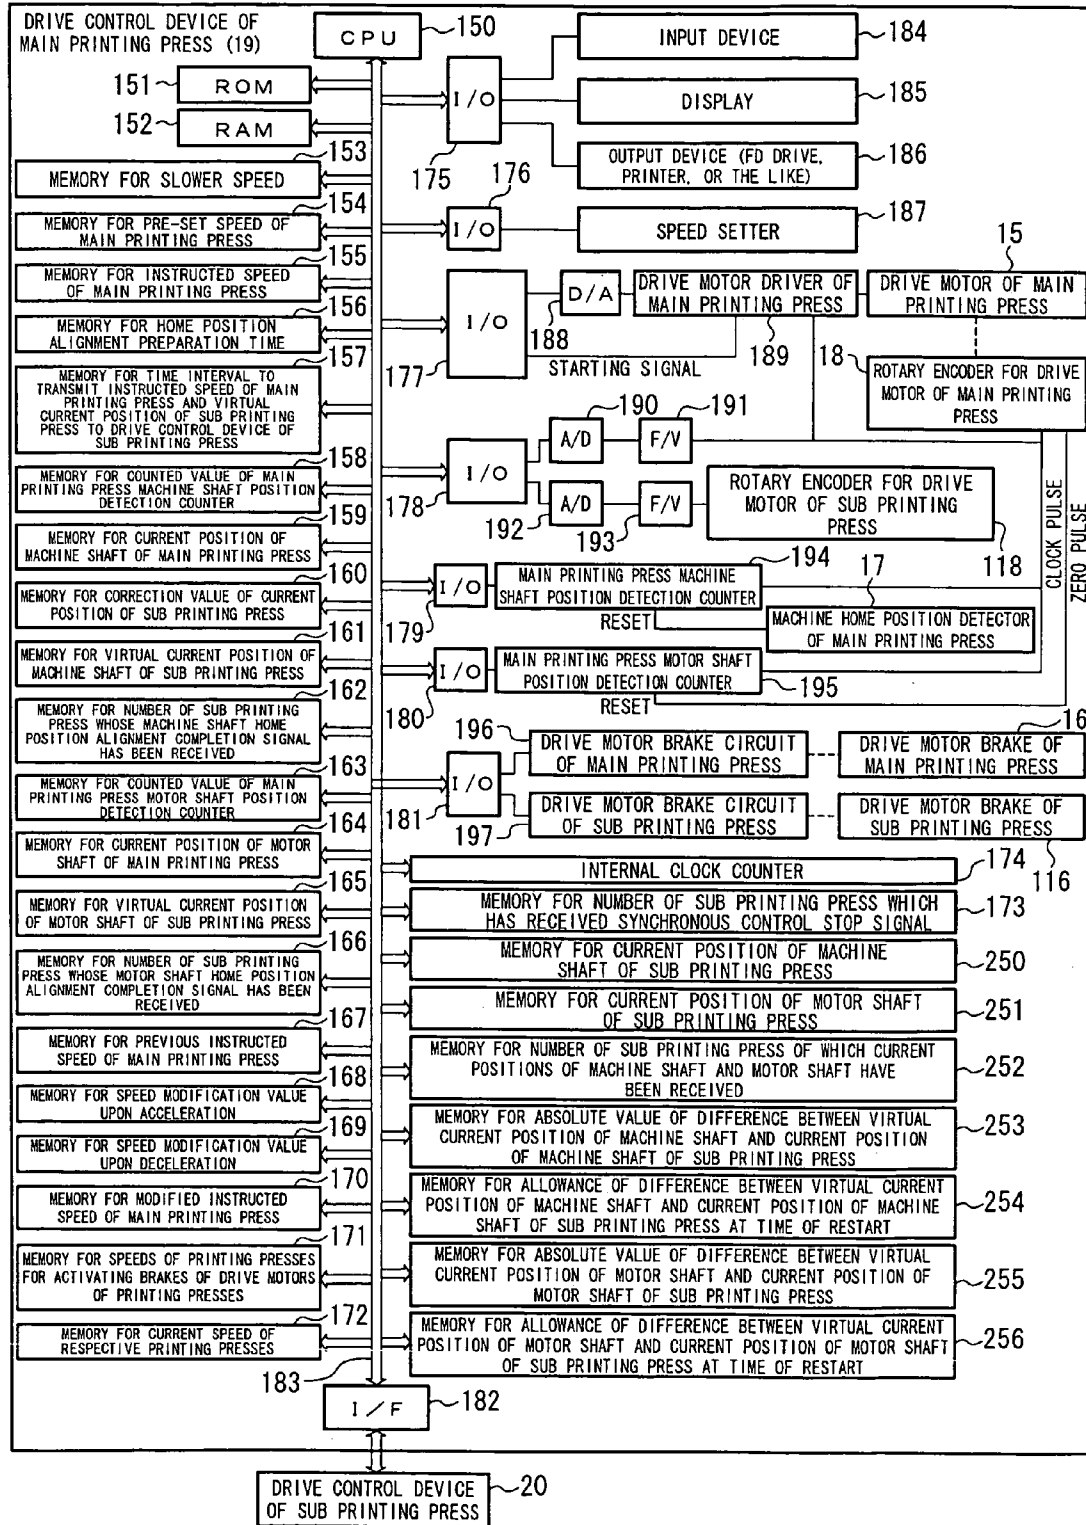 DRIVE CONTROL DEVICE OF
MAIN PRINTING PRESS (19)
CPU
150
151
ROM
152
RAM
153
MEMORY FOR SLOWER SPEED
154
MEMORY FOR PRE-SET SPEED OF
MAIN PRINTING PRESS
155
MEMORY FOR INSTRUCTED SPEED
OF MAIN PRINTING PRESS
156
MEMORY FOR HOME POSITION
ALIGNMENT PREPARATION TIME
157
MEMORY FOR TIME INTERVAL TO
TRANSMIT INSTRUCTED SPEED OF MAIN
PRINTING PRESS AND VIRTUAL
CURRENT POSITION OF SUB PRINTING
PRESS TO DRIVE CONTROL DEVICE OF
SUB PRINTING PRESS
158
MEMORY FOR COUNTED VALUE OF MAIN
PRINTING PRESS MACHINE SHAFT POSITION
DETECTION COUNTER
159
MEMORY FOR CURRENT POSITION OF
MACHINE SHAFT OF MAIN PRINTING PRESS
160
MEMORY FOR CORRECTION VALUE OF CURRENT
POSITION OF SUB PRINTING PRESS
161
MEMORY FOR VIRTUAL CURRENT POSITION OF
MACHINE SHAFT OF SUB PRINTING PRESS
162
MEMORY FOR NUMBER OF SUB PRINTING
PRESS WHOSE MACHINE SHAFT HOME
POSITION ALIGNMENT COMPLETION SIGNAL
HAS BEEN RECEIVED
163
MEMORY FOR COUNTED VALUE OF MAIN
PRINTING PRESS MOTOR SHAFT POSITION
DETECTION COUNTER
164
MEMORY FOR CURRENT POSITION OF MOTOR
SHAFT OF MAIN PRINTING PRESS
165
MEMORY FOR VIRTUAL CURRENT POSITION
OF MOTOR SHAFT OF SUB PRINTING PRESS
166
MEMORY FOR NUMBER OF SUB PRINTING
PRESS WHOSE MOTOR SHAFT HOME POSITION
ALIGNMENT COMPLETION SIGNAL HAS BEEN
RECEIVED
167
MEMORY FOR PREVIOUS INSTRUCTED
SPEED OF MAIN PRINTING PRESS
168
MEMORY FOR SPEED MODIFICATION VALUE
UPON ACCELERATION
169
MEMORY FOR SPEED MODIFICATION VALUE
UPON DECELERATION
170
MEMORY FOR MODIFIED INSTRUCTED
SPEED OF MAIN PRINTING PRESS
171
MEMORY FOR SPEEDS OF PRINTING PRESSES
FOR ACTIVATING BRAKES OF DRIVE MOTORS
OF PRINTING PRESSES
172
MEMORY FOR CURRENT SPEED OF
RESPECTIVE PRINTING PRESSES
183
I/F
182
DRIVE CONTROL DEVICE
OF SUB PRINTING PRESS
20
I/O
175
INPUT DEVICE
184
DISPLAY
185
OUTPUT DEVICE (FD DRIVE,
PRINTER, OR THE LIKE)
186
176
I/O
SPEED SETTER
187
I/O
177
D/A
188
DRIVE MOTOR DRIVER OF
MAIN PRINTING PRESS
189
STARTING SIGNAL
15
DRIVE MOTOR OF MAIN
PRINTING PRESS
18
ROTARY ENCODER FOR DRIVE
MOTOR OF MAIN PRINTING
PRESS
I/O
178
190
A/D
191
F/V
A/D
192
F/V
193
ROTARY ENCODER FOR DRIVE
MOTOR OF SUB PRINTING
PRESS
118
CLOCK PULSE
ZERO PULSE
I/O
179
194
MAIN PRINTING PRESS MACHINE
SHAFT POSITION DETECTION COUNTER
RESET
17
MACHINE HOME POSITION DETECTOR
OF MAIN PRINTING PRESS
I/O
180
MAIN PRINTING PRESS MOTOR SHAFT
POSITION DETECTION COUNTER
195
RESET
I/O
181
196
DRIVE MOTOR BRAKE CIRCUIT
OF MAIN PRINTING PRESS
16
DRIVE MOTOR BRAKE OF
MAIN PRINTING PRESS
197
DRIVE MOTOR BRAKE CIRCUIT
OF SUB PRINTING PRESS
DRIVE MOTOR BRAKE OF
SUB PRINTING PRESS
116
INTERNAL CLOCK COUNTER
174
MEMORY FOR NUMBER OF SUB PRINTING PRESS WHICH
HAS RECEIVED SYNCHRONOUS CONTROL STOP SIGNAL
173
MEMORY FOR CURRENT POSITION OF MACHINE
SHAFT OF SUB PRINTING PRESS
250
MEMORY FOR CURRENT POSITION OF MOTOR SHAFT
OF SUB PRINTING PRESS
251
MEMORY FOR NUMBER OF SUB PRINTING PRESS OF WHICH CURRENT
POSITIONS OF MACHINE SHAFT AND MOTOR SHAFT HAVE
BEEN RECEIVED
252
MEMORY FOR ABSOLUTE VALUE OF DIFFERENCE BETWEEN VIRTUAL
CURRENT POSITION OF MACHINE SHAFT AND CURRENT POSITION
OF MACHINE SHAFT OF SUB PRINTING PRESS
253
MEMORY FOR ALLOWANCE OF DIFFERENCE BETWEEN VIRTUAL CURRENT
POSITION OF MACHINE SHAFT AND CURRENT POSITION OF MACHINE
SHAFT OF SUB PRINTING PRESS AT TIME OF RESTART
254
MEMORY FOR ABSOLUTE VALUE OF DIFFERENCE BETWEEN VIRTUAL
CURRENT POSITION OF MOTOR SHAFT AND CURRENT POSITION OF
MOTOR SHAFT OF SUB PRINTING PRESS
255
MEMORY FOR ALLOWANCE OF DIFFERENCE BETWEEN VIRTUAL CURRENT
POSITION OF MOTOR SHAFT AND CURRENT POSITION OF MOTOR SHAFT
OF SUB PRINTING PRESS AT TIME OF RESTART
256